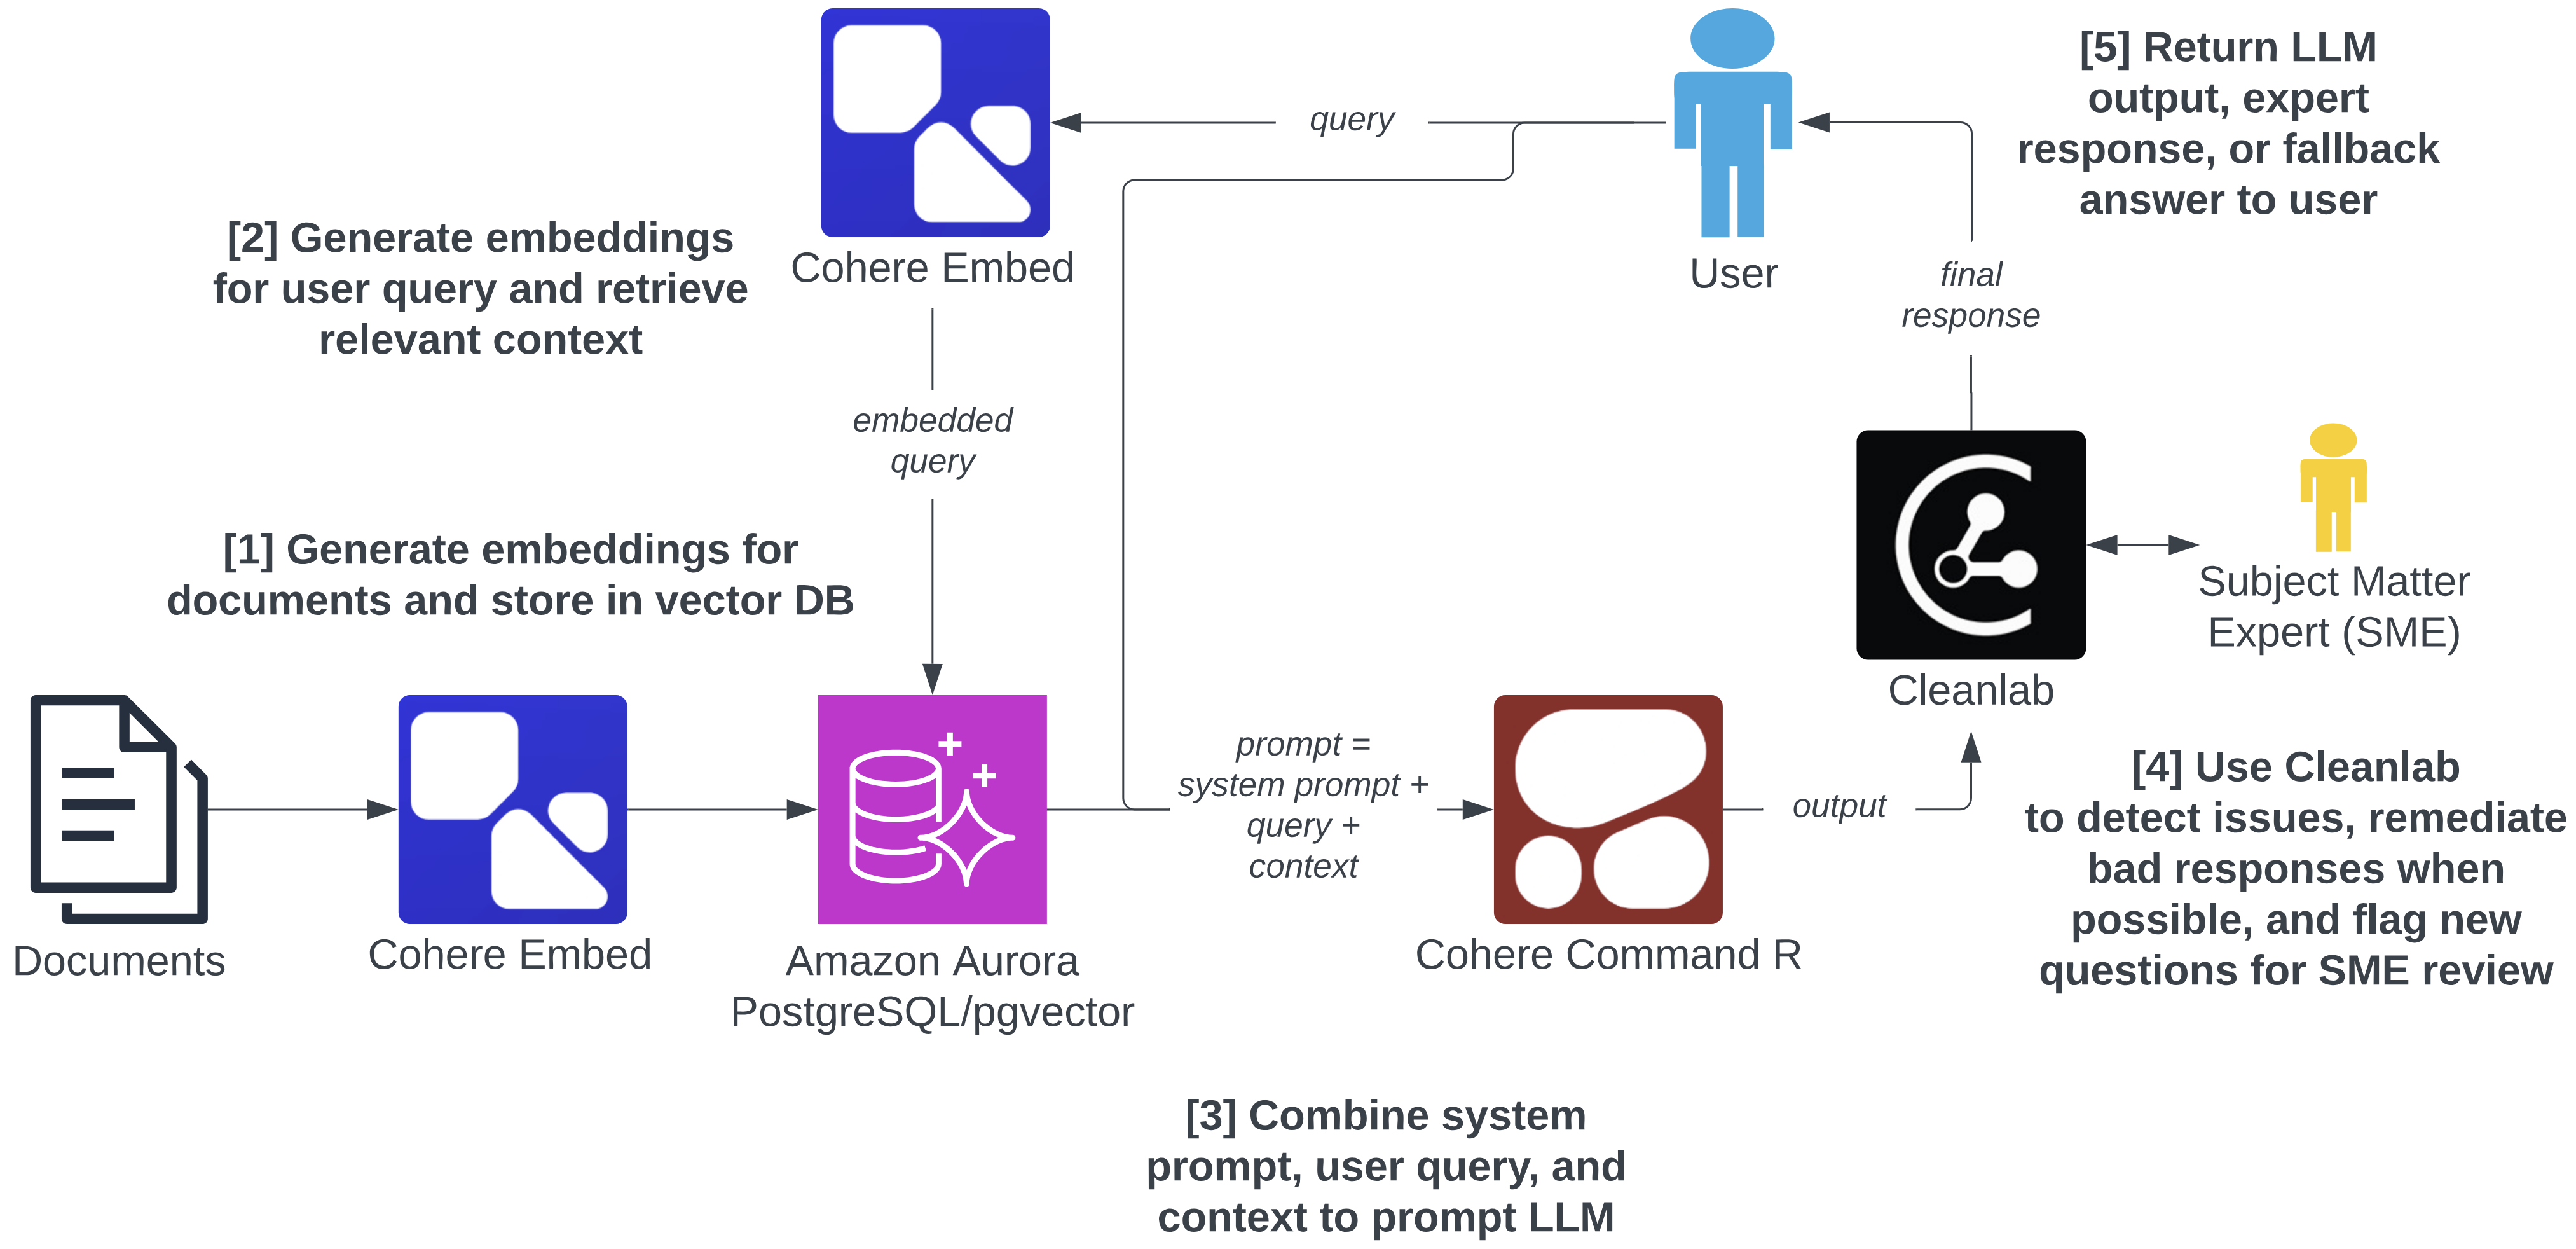 [5] Return LLM
output, expert
response, or fallback
answer to user
query
Cohere Embed
User
final
response
[2] Generate embeddings
for user query and retrieve
relevant context
embedded
query
[1] Generate embeddings for
documents and store in vector DB
Subject Matter
Expert (SME)
Cleanlab
Documents
Cohere Embed
Amazon Aurora
PostgreSQL/pgvector
prompt =
system prompt +
query +
context
Cohere Command R
output
[4] Use Cleanlab
to detect issues, remediate
bad responses when
possible, and flag new
questions for SME review
[3] Combine system
prompt, user query, and
context to prompt LLM